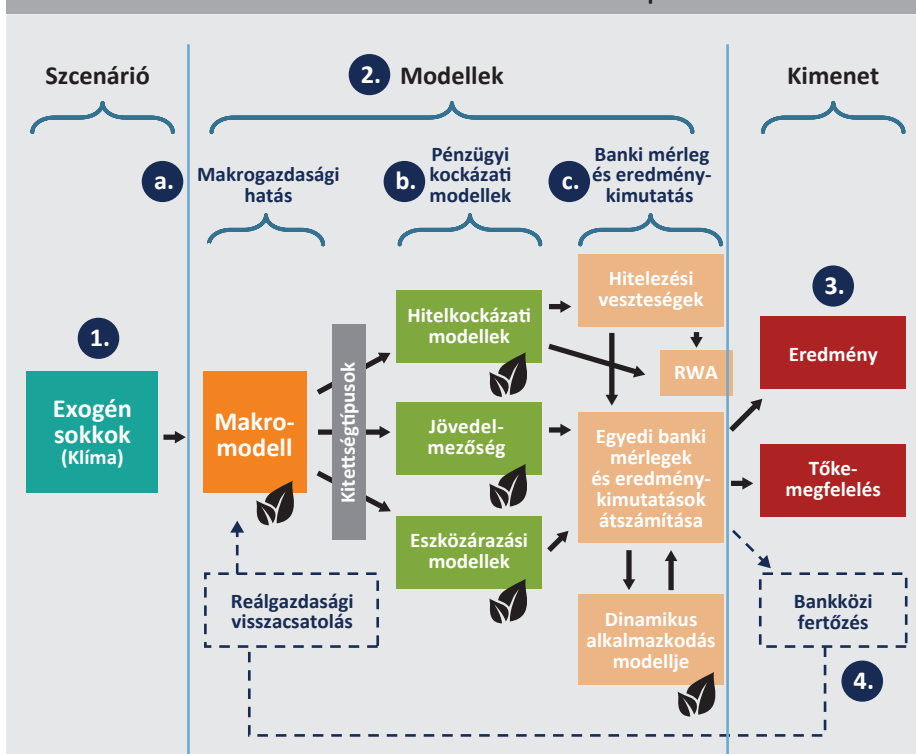 Szcenárió
2. Modellek
Kimenet
a.
Makrogazdasági
hatás
b.
Pénzügyi
kockázati
modellek
c.
Banki mérleg
és eredmény-
kimutatás
1.
Exogén
sokkok
(Klíma)
Makro-
modell
Kitettségtípusok
Hitelkockázati
modellek
Jövedel-
mezőség
Eszközárazási
modellek
Hitelezési
veszteségek
RWA
Egyedi banki
mérlegek
és eredmény-
kimutatások
átszámítása
Dinamikus
alkalmazkodás
modellje
3.
Eredmény
Tőke-
megfelelés
Reálgazdasági
visszacsatolás
Bankközi
fertőzés
4.